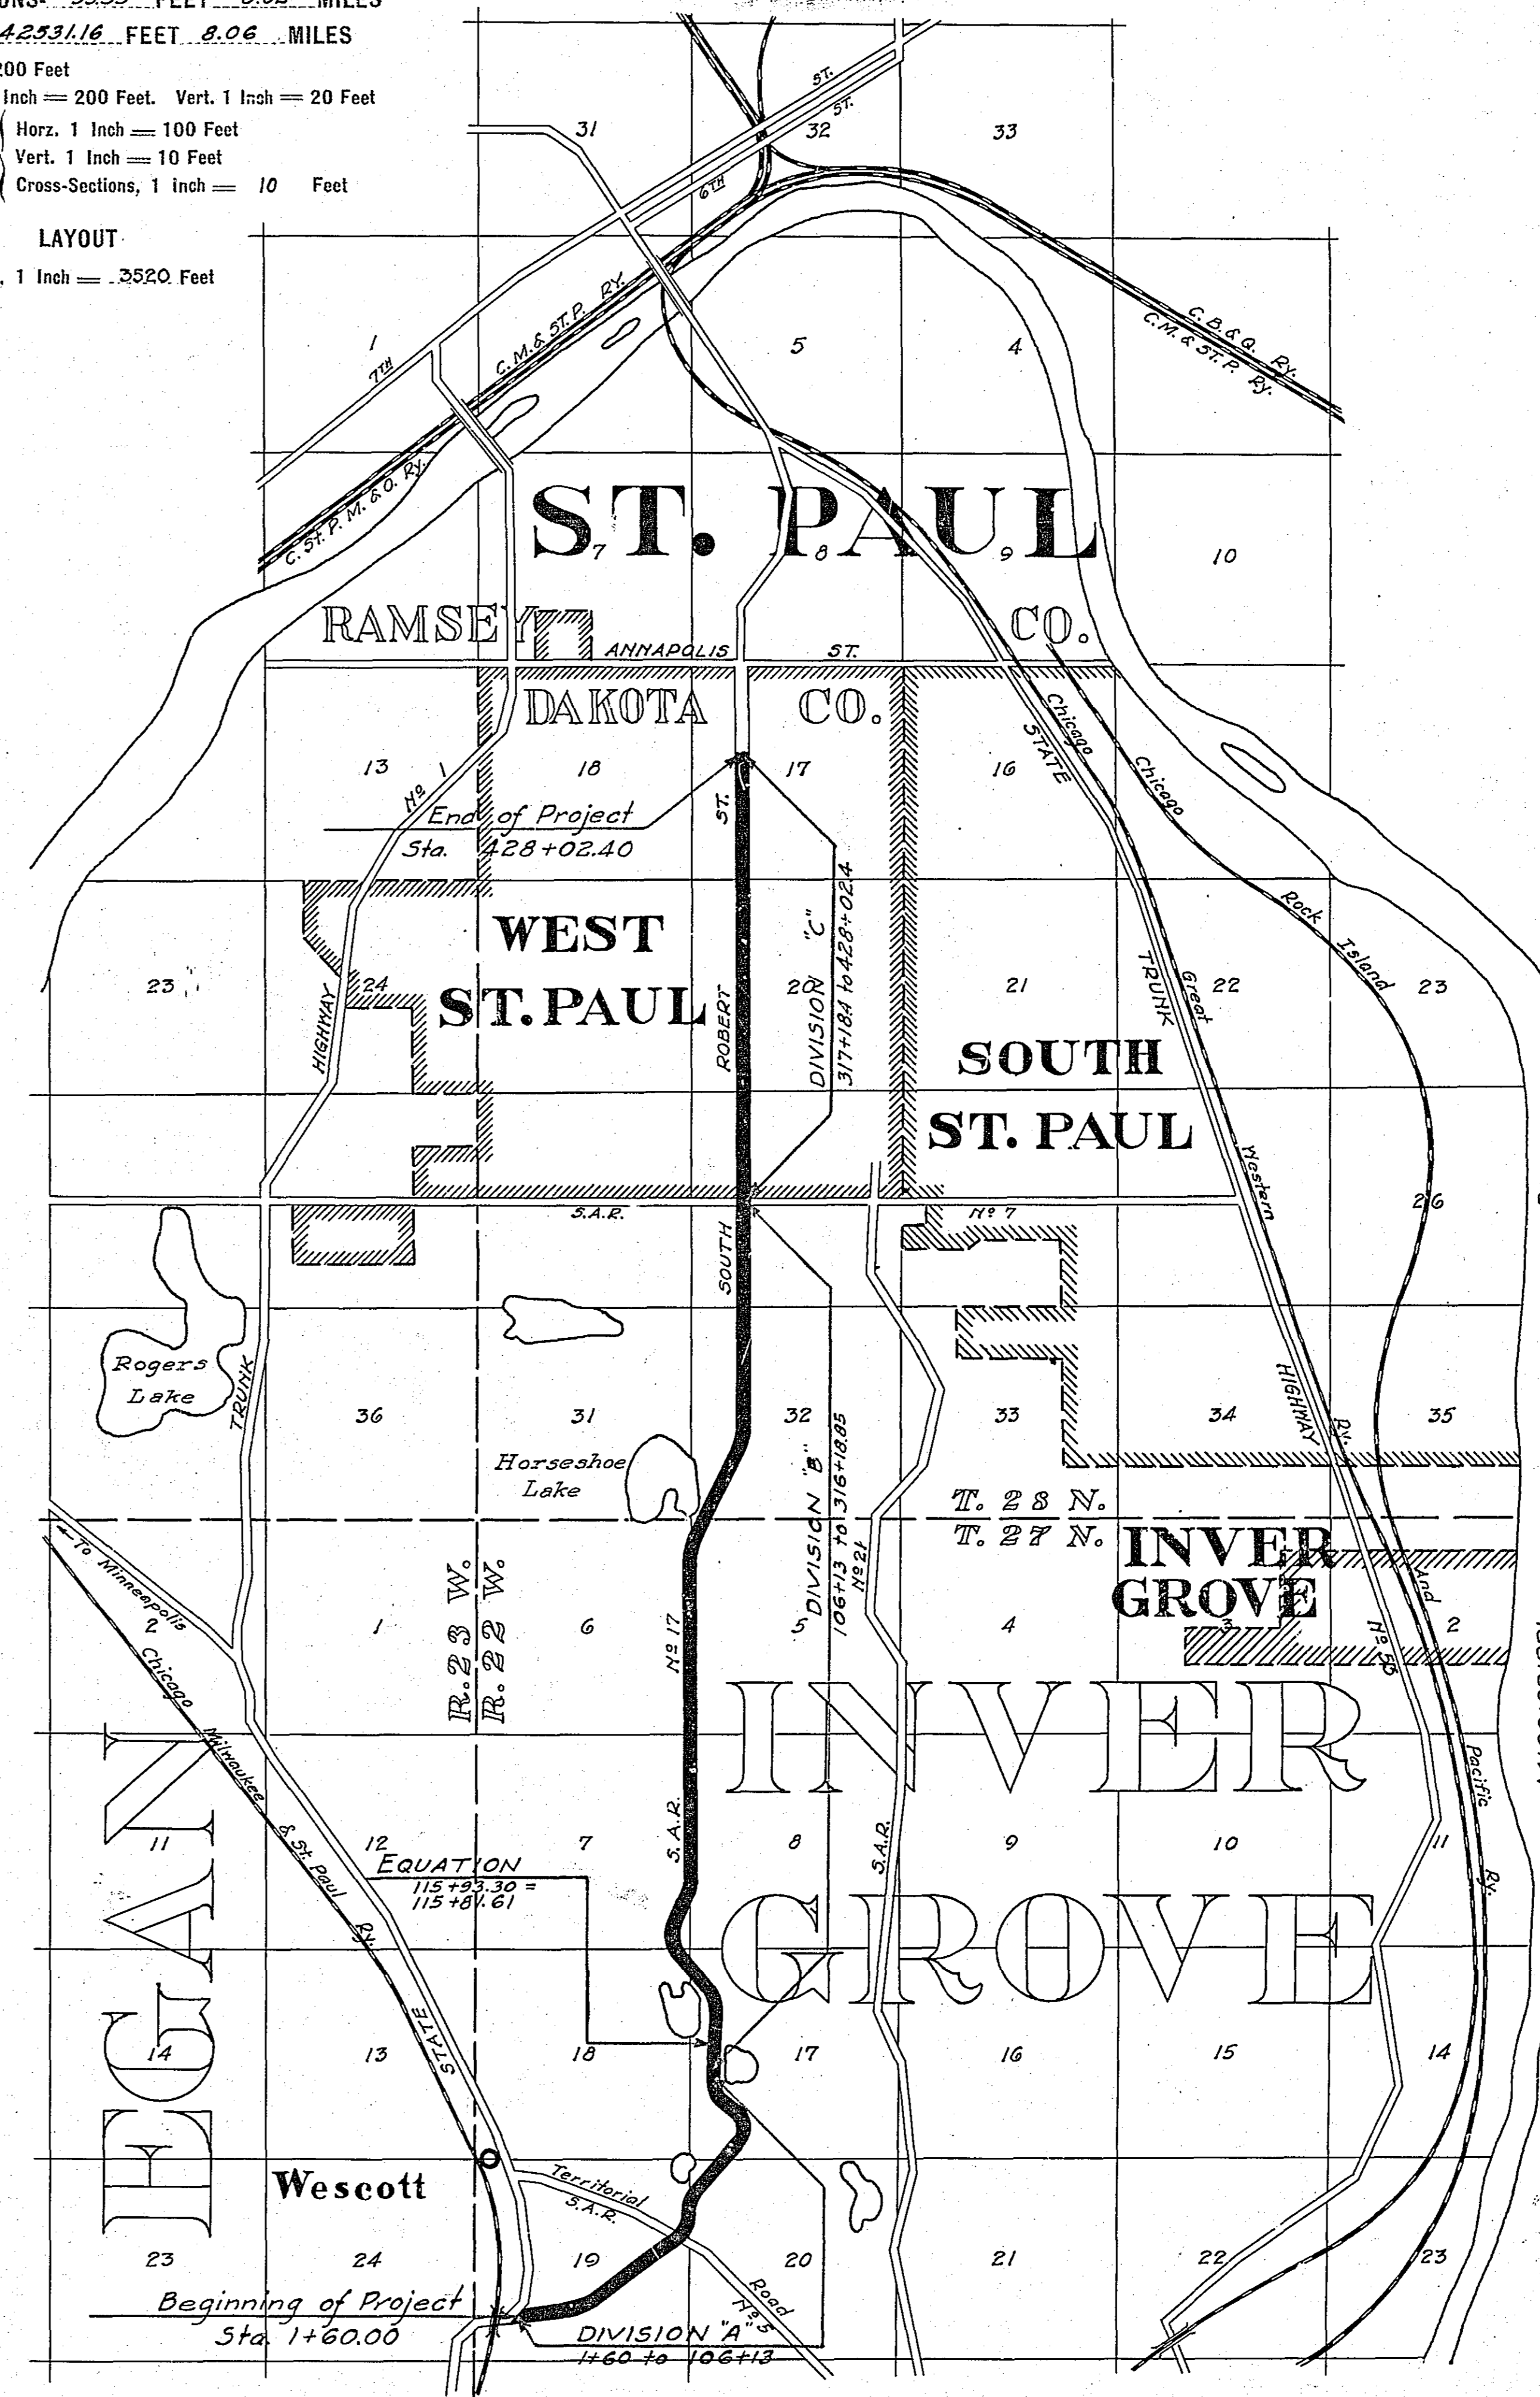 FEET MILES
42531.16 FEET 8.06 MILES
200 Feet
Inch = 200 Feet. Vert. 1 Inch = 20 Feet
Horz. 1 Inch = 100 Feet
Vert. 1 Inch = 10 Feet
Cross-Sections, 1 inch = 10 Feet
LAYOUT
1 Inch = 3520 Feet
ST.
ST.
31
32
33
6TH
1
7TH
C. M. & ST. P. RY.
5
4
C. B. & Q. Ry.
C. M. & ST. P. Ry.
C. ST. P. M. & O. Ry.
ST. PAUL
7
8
9
10
RAMSEY CO.
ANNAPOLIS ST.
DAKOTA CO.
13
18
17
16
Nº 1
ST.
Chicago
STATE
Chicago
End of Project
Sta. 428+02.40
WEST
ST. PAUL
23
24
20
21
22
23
HIGHWAY
ROBERT
DIVISION "C"
317+18.4 to 428+02.4
TRUNK
Great
Rock
Island
SOUTH
ST. PAUL
Western
26
S.A.R.
Nº 7
SOUTH
Rogers
Lake
TRUNK
36
31
32
33
34
35
HIGHWAY
Ry.
Horseshoe
Lake
DIVISION "B"
106+13 to 316+18.85
Nº 21
T. 28 N.
T. 27 N.
INVER
GROVE
And
← To Minneapolis
2
1
R. 23 W.
R. 22 W.
6
Nº 17
5
4
3
2
Nº 53
Chicago
Milwaukee
& St. Paul
Ry.
EGAN
INVER
GROVE
Pacific
Ry.
11
12
7
S.A.R.
8
S.A.R.
9
10
11
EQUATION
115+93.30 =
115+81.61
STATE
14
13
18
17
16
15
14
Wescott
Territorial
S.A.R.
23
24
19
20
21
22
23
Road
Nº 5
Beginning of Project
Sta. 1+60.00
DIVISION "A"
1+60 to 106+13